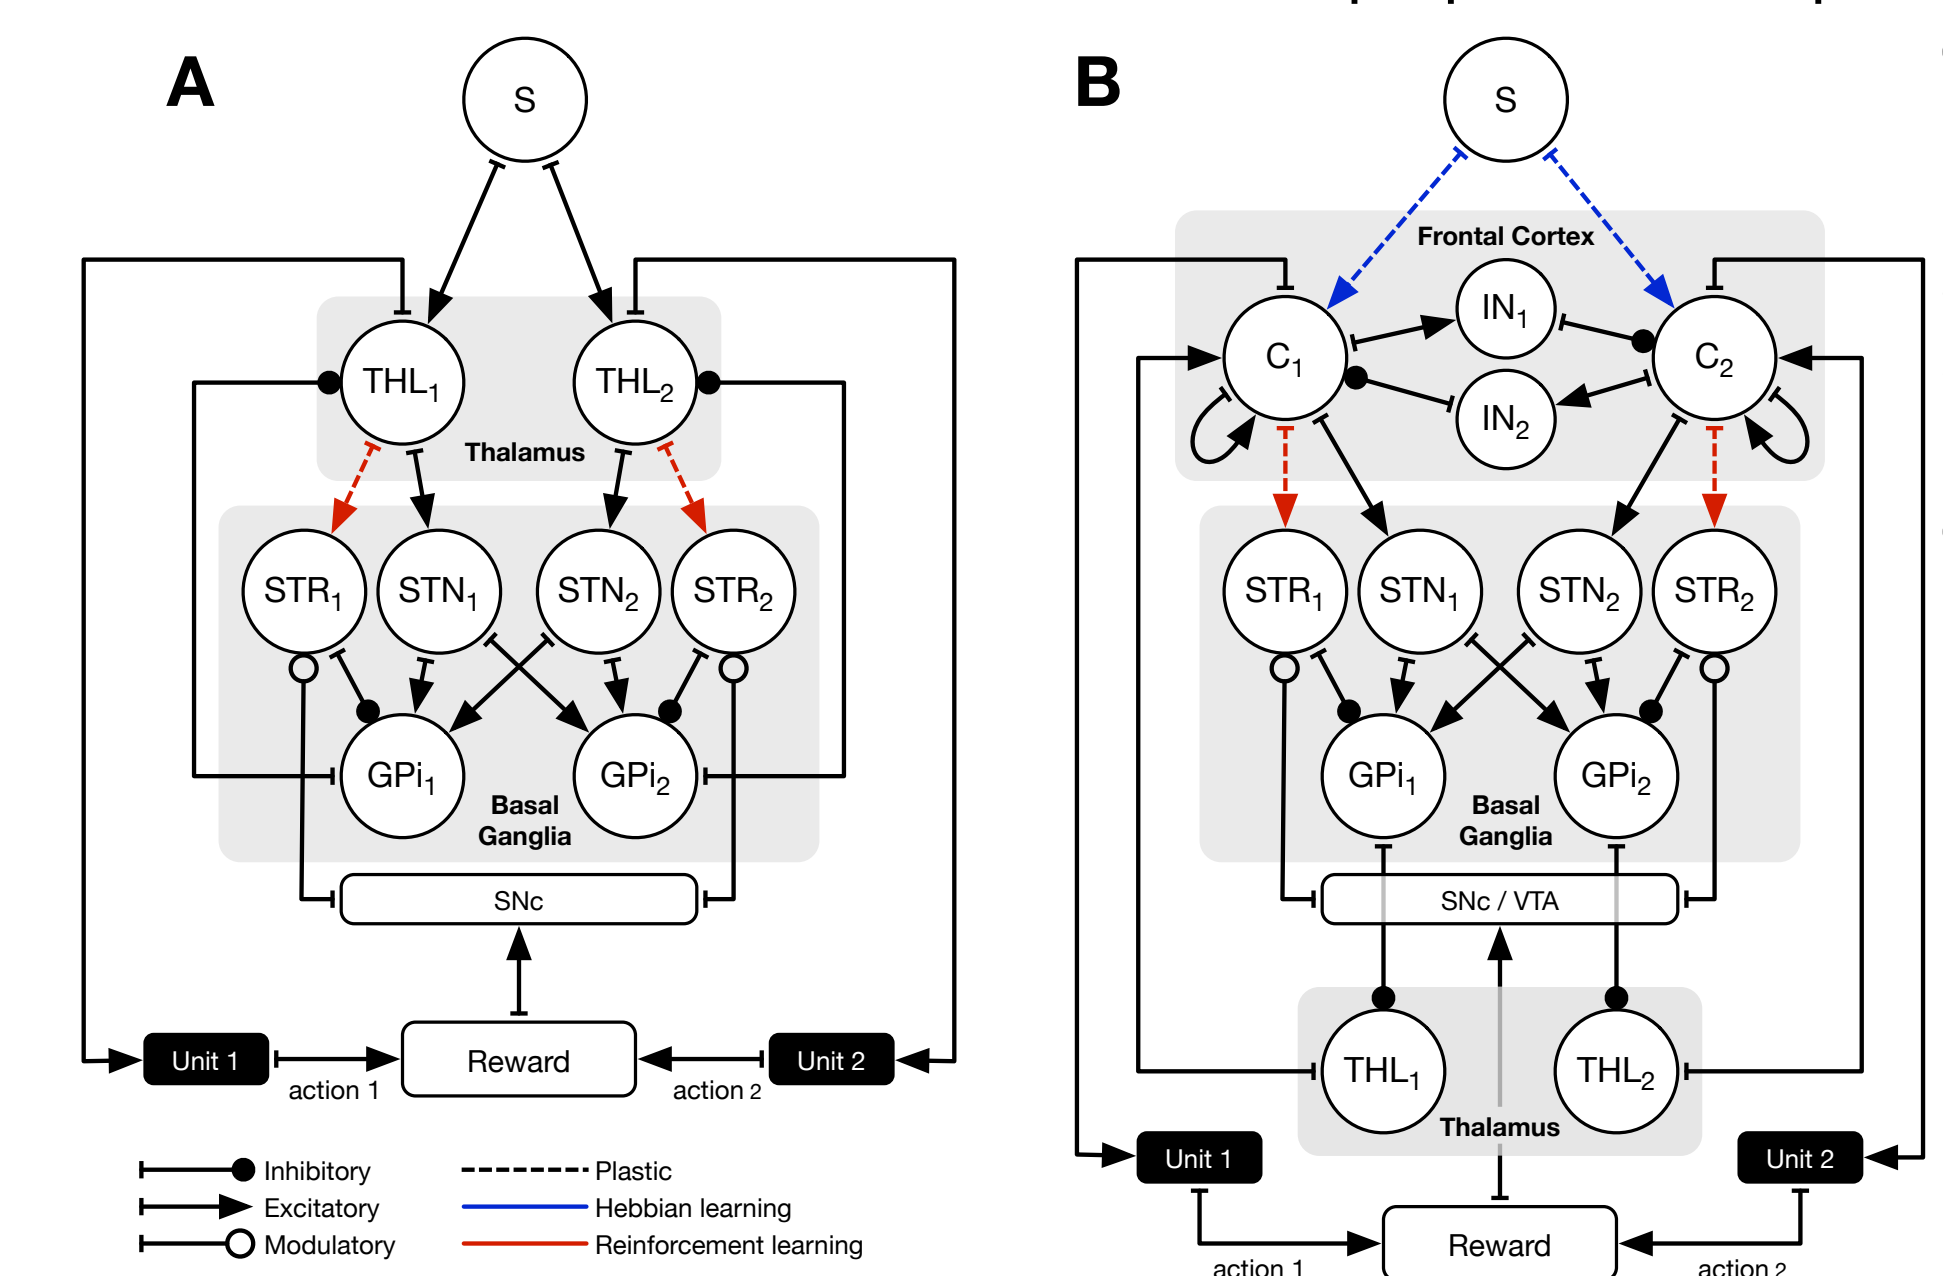 A
S
THL1
THL2
Thalamus
STR1
STN1
STN2
STR2
GPi1
GPi2
Basal
Ganglia
SNc
Unit 1
action 1
Reward
action 2
Unit 2
Inhibitory
Excitatory
Modulatory
Plastic
Hebbian learning
Reinforcement learning
B
S
Frontal Cortex
IN1
C1
C2
IN2
STR1
STN1
STN2
STR2
GPi1
GPi2
Basal
Ganglia
SNc / VTA
THL1
THL2
Thalamus
Unit 1
Unit 2
Reward
action 1
action 2